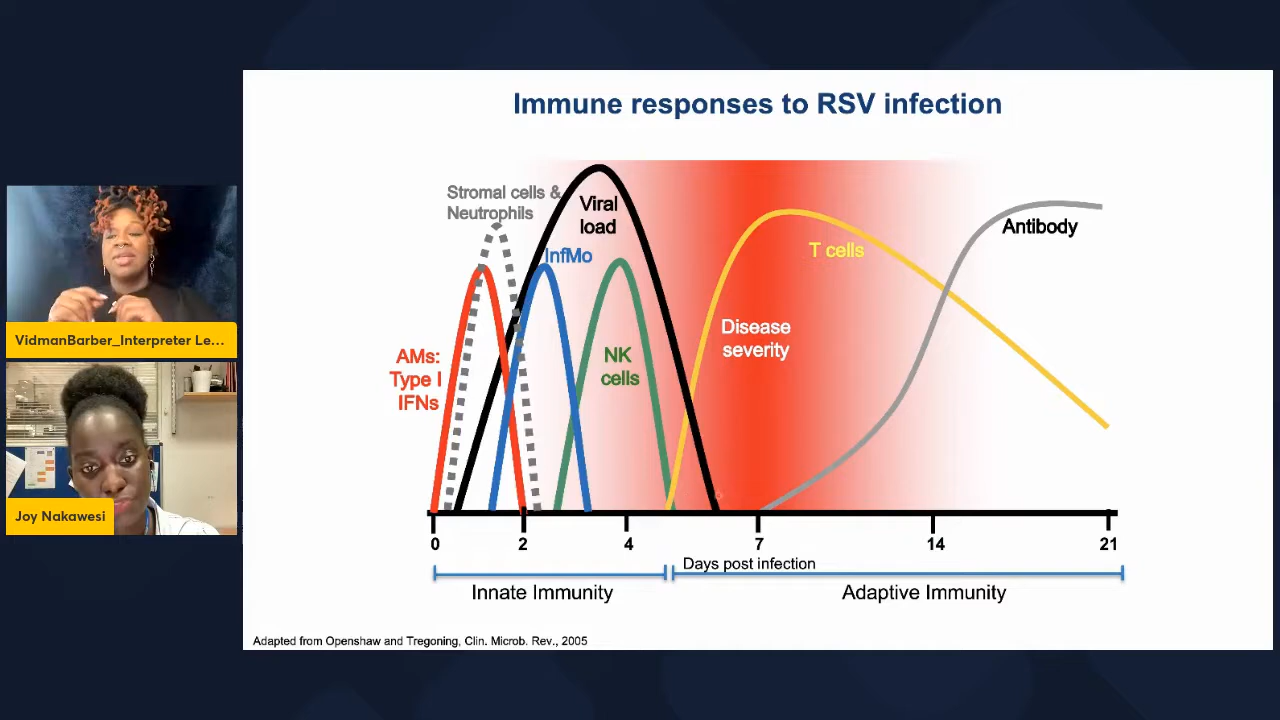 Immune responses to RSV infection
Stromal cells &
Neutrophils
Viral
load
InfMo
T cells
Antibody
Disease
severity
NK
cells
AMs:
Type I
IFNs
0
2
4
7
14
21
Days post infection
Innate Immunity
Adaptive Immunity
Adapted from Openshaw and Tregoning, Clin. Microb. Rev., 2005
VidmanBarber_Interpreter Le...
Joy Nakawesi